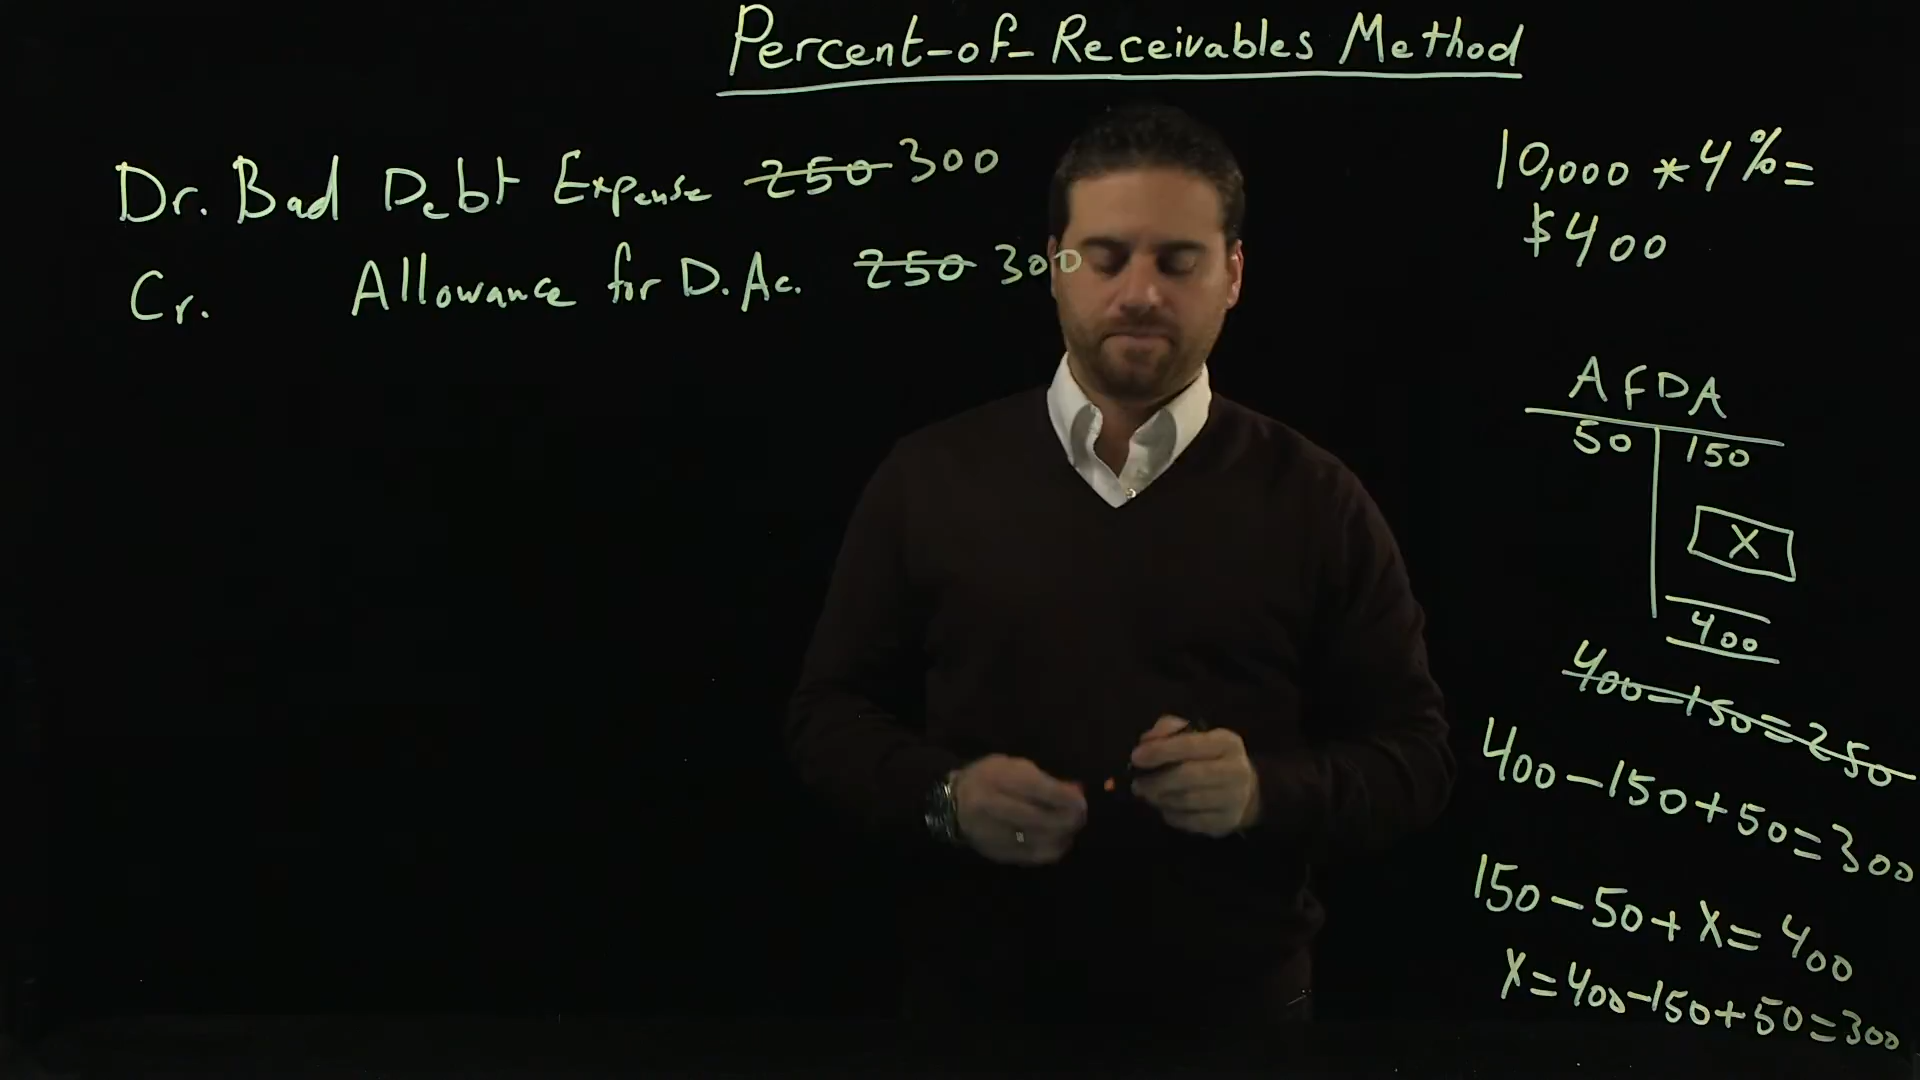 Percent-of-Receivables Method
Dr. Bad Debt Expense 250 300
Cr. Allowance for D.Ac. 250 300
10,000 * 4% =
$400
AFDA
50 150
X
400
400-150=250
400-150+50=300
150-50+X=400
X=400-150+50=300